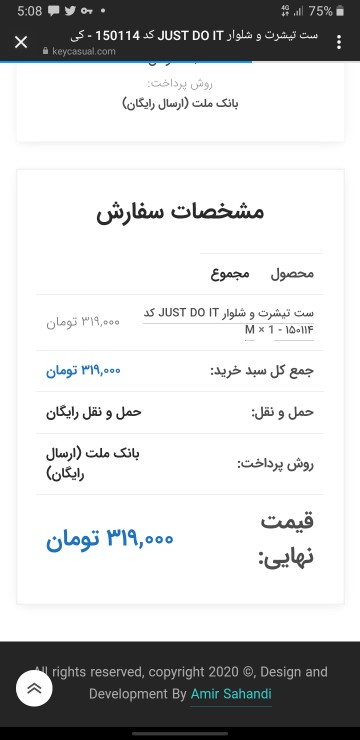 5:08
4G
75%
ست تیشرت و شلوار JUST DO IT کد 150114 - کی
keycasual.com
روش پرداخت:
بانک ملت (ارسال رایگان)
مشخصات سفارش
محصول مجموع
ست تیشرت و شلوار JUST DO IT کد
۱۵۰۱۱۴ - M × 1
۳۱۹,۰۰۰ تومان
جمع کل سبد خرید: ۳۱۹,۰۰۰ تومان
حمل و نقل: حمل و نقل رایگان
روش پرداخت: بانک ملت (ارسال
رایگان)
قیمت
نهایی:
۳۱۹,۰۰۰ تومان
All rights reserved, copyright 2020 ©, Design and
Development By Amir Sahandi